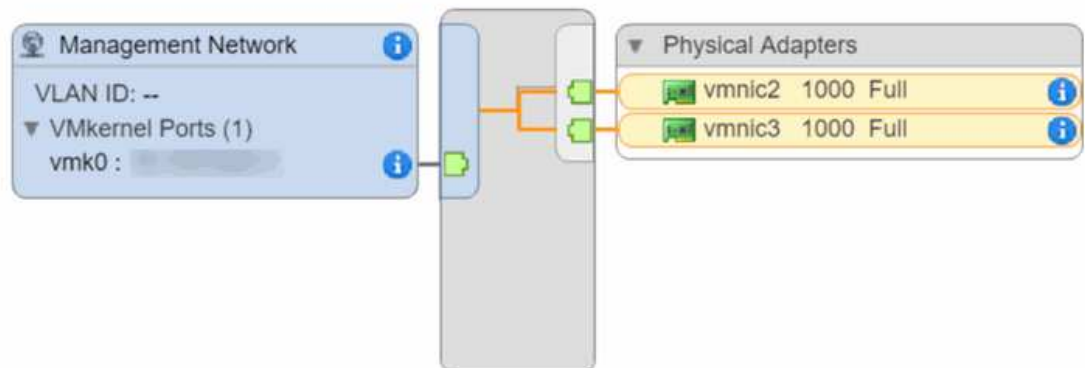 Management Network
VLAN ID: --
VMkernel Ports (1)
vmk0 :
Physical Adapters
vmnic2 1000 Full
vmnic3 1000 Full